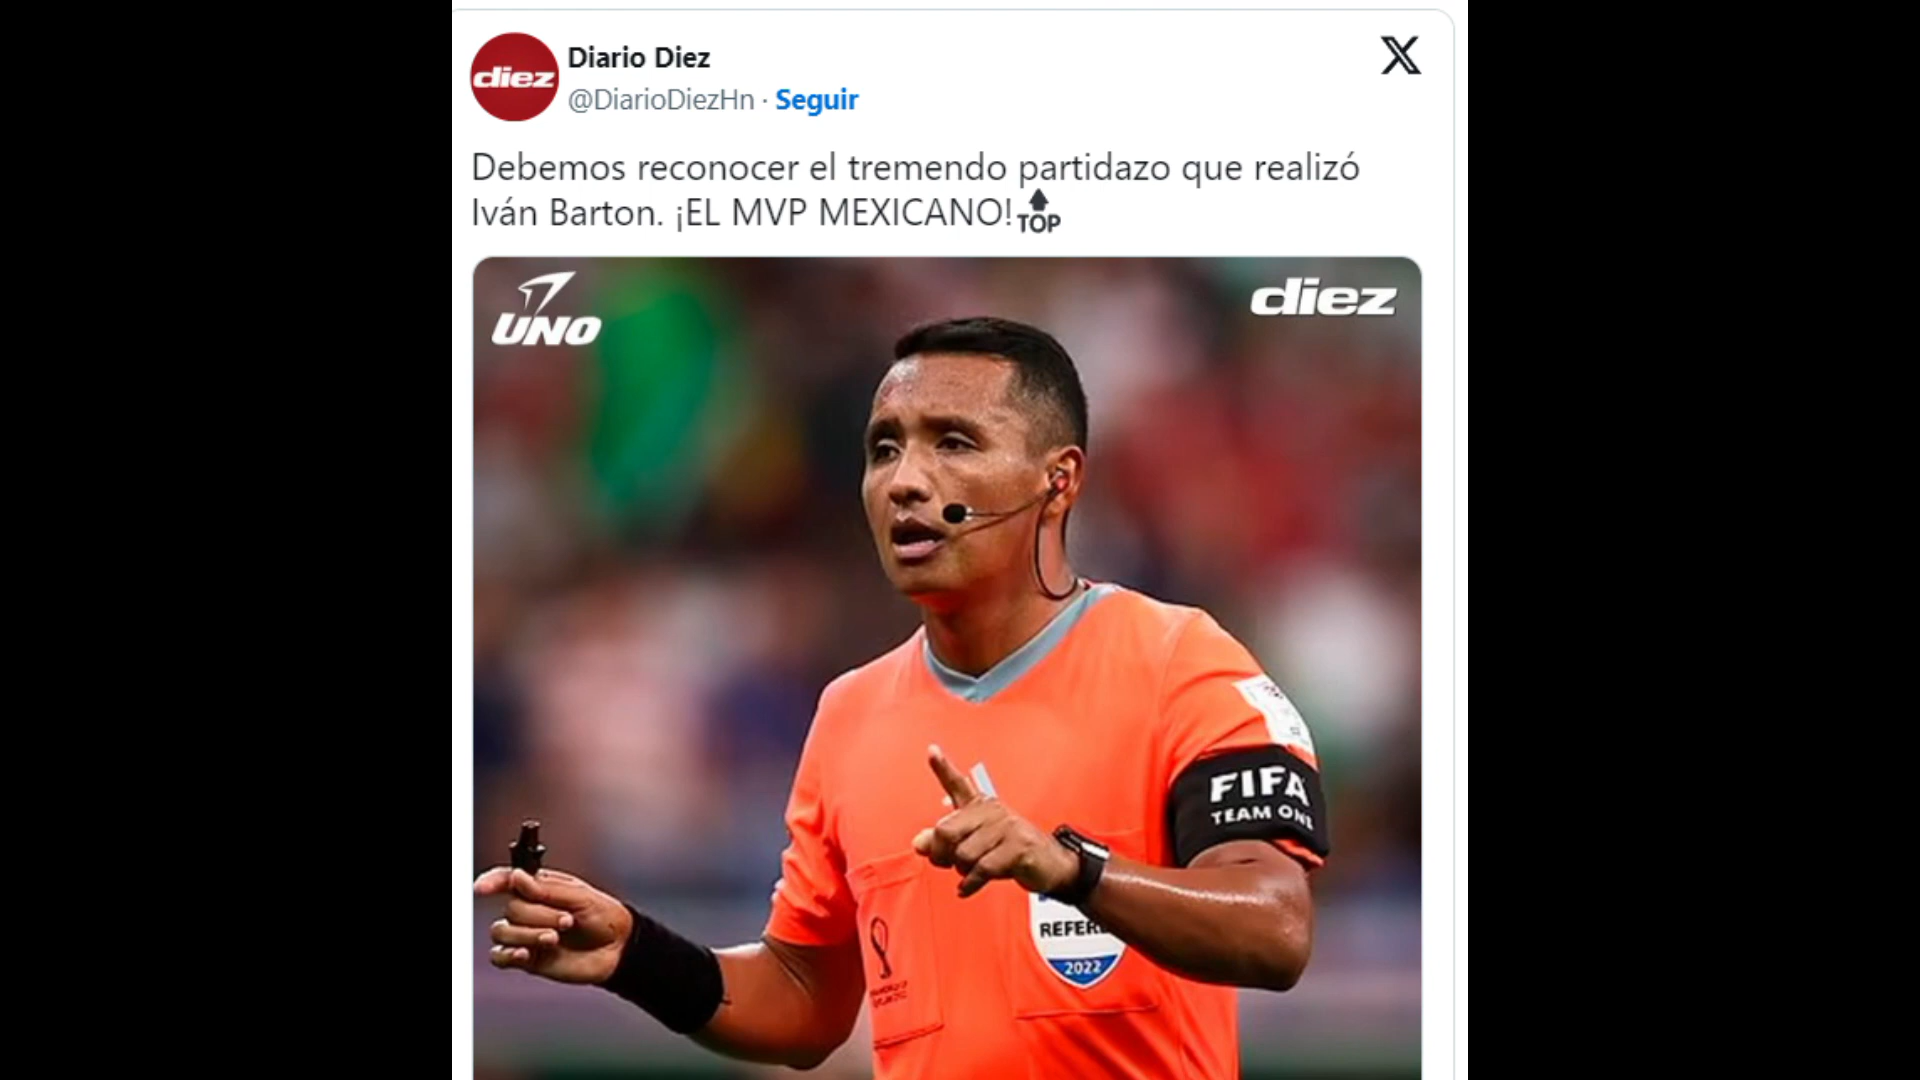 diez
Diario Diez
@DiarioDiezHn · Seguir
Debemos reconocer el tremendo partidazo que realizó
Iván Barton. ¡EL MVP MEXICANO!
TOP
UNO
diez
FIFA
TEAM ONE
2022